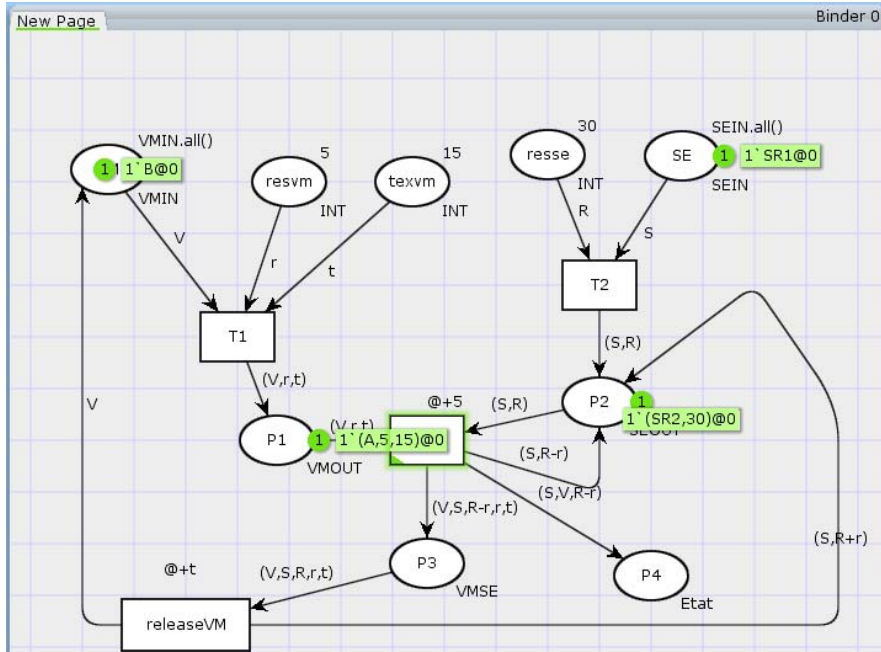 New Page
Binder 0
VMIN.all()
1
1`B@0
VMIN
5
resvm
INT
15
texvm
INT
30
resse
INT
SEIN.all()
SE
1
1`SR1@0
SEIN
V
r
t
R
S
T1
T2
(V,r,t)
(S,R)
P1
1
(V,r,t)
1`(A,5,15)@0
VMOUT
@+5
(S,R)
P2
1
1`(SR2,30)@0
(S,R-r)
(S,V,R-r)
(V,S,R-r,r,t)
V
P3
VMSE
P4
Etat
(S,R+r)
@+t
(V,S,R,r,t)
releaseVM